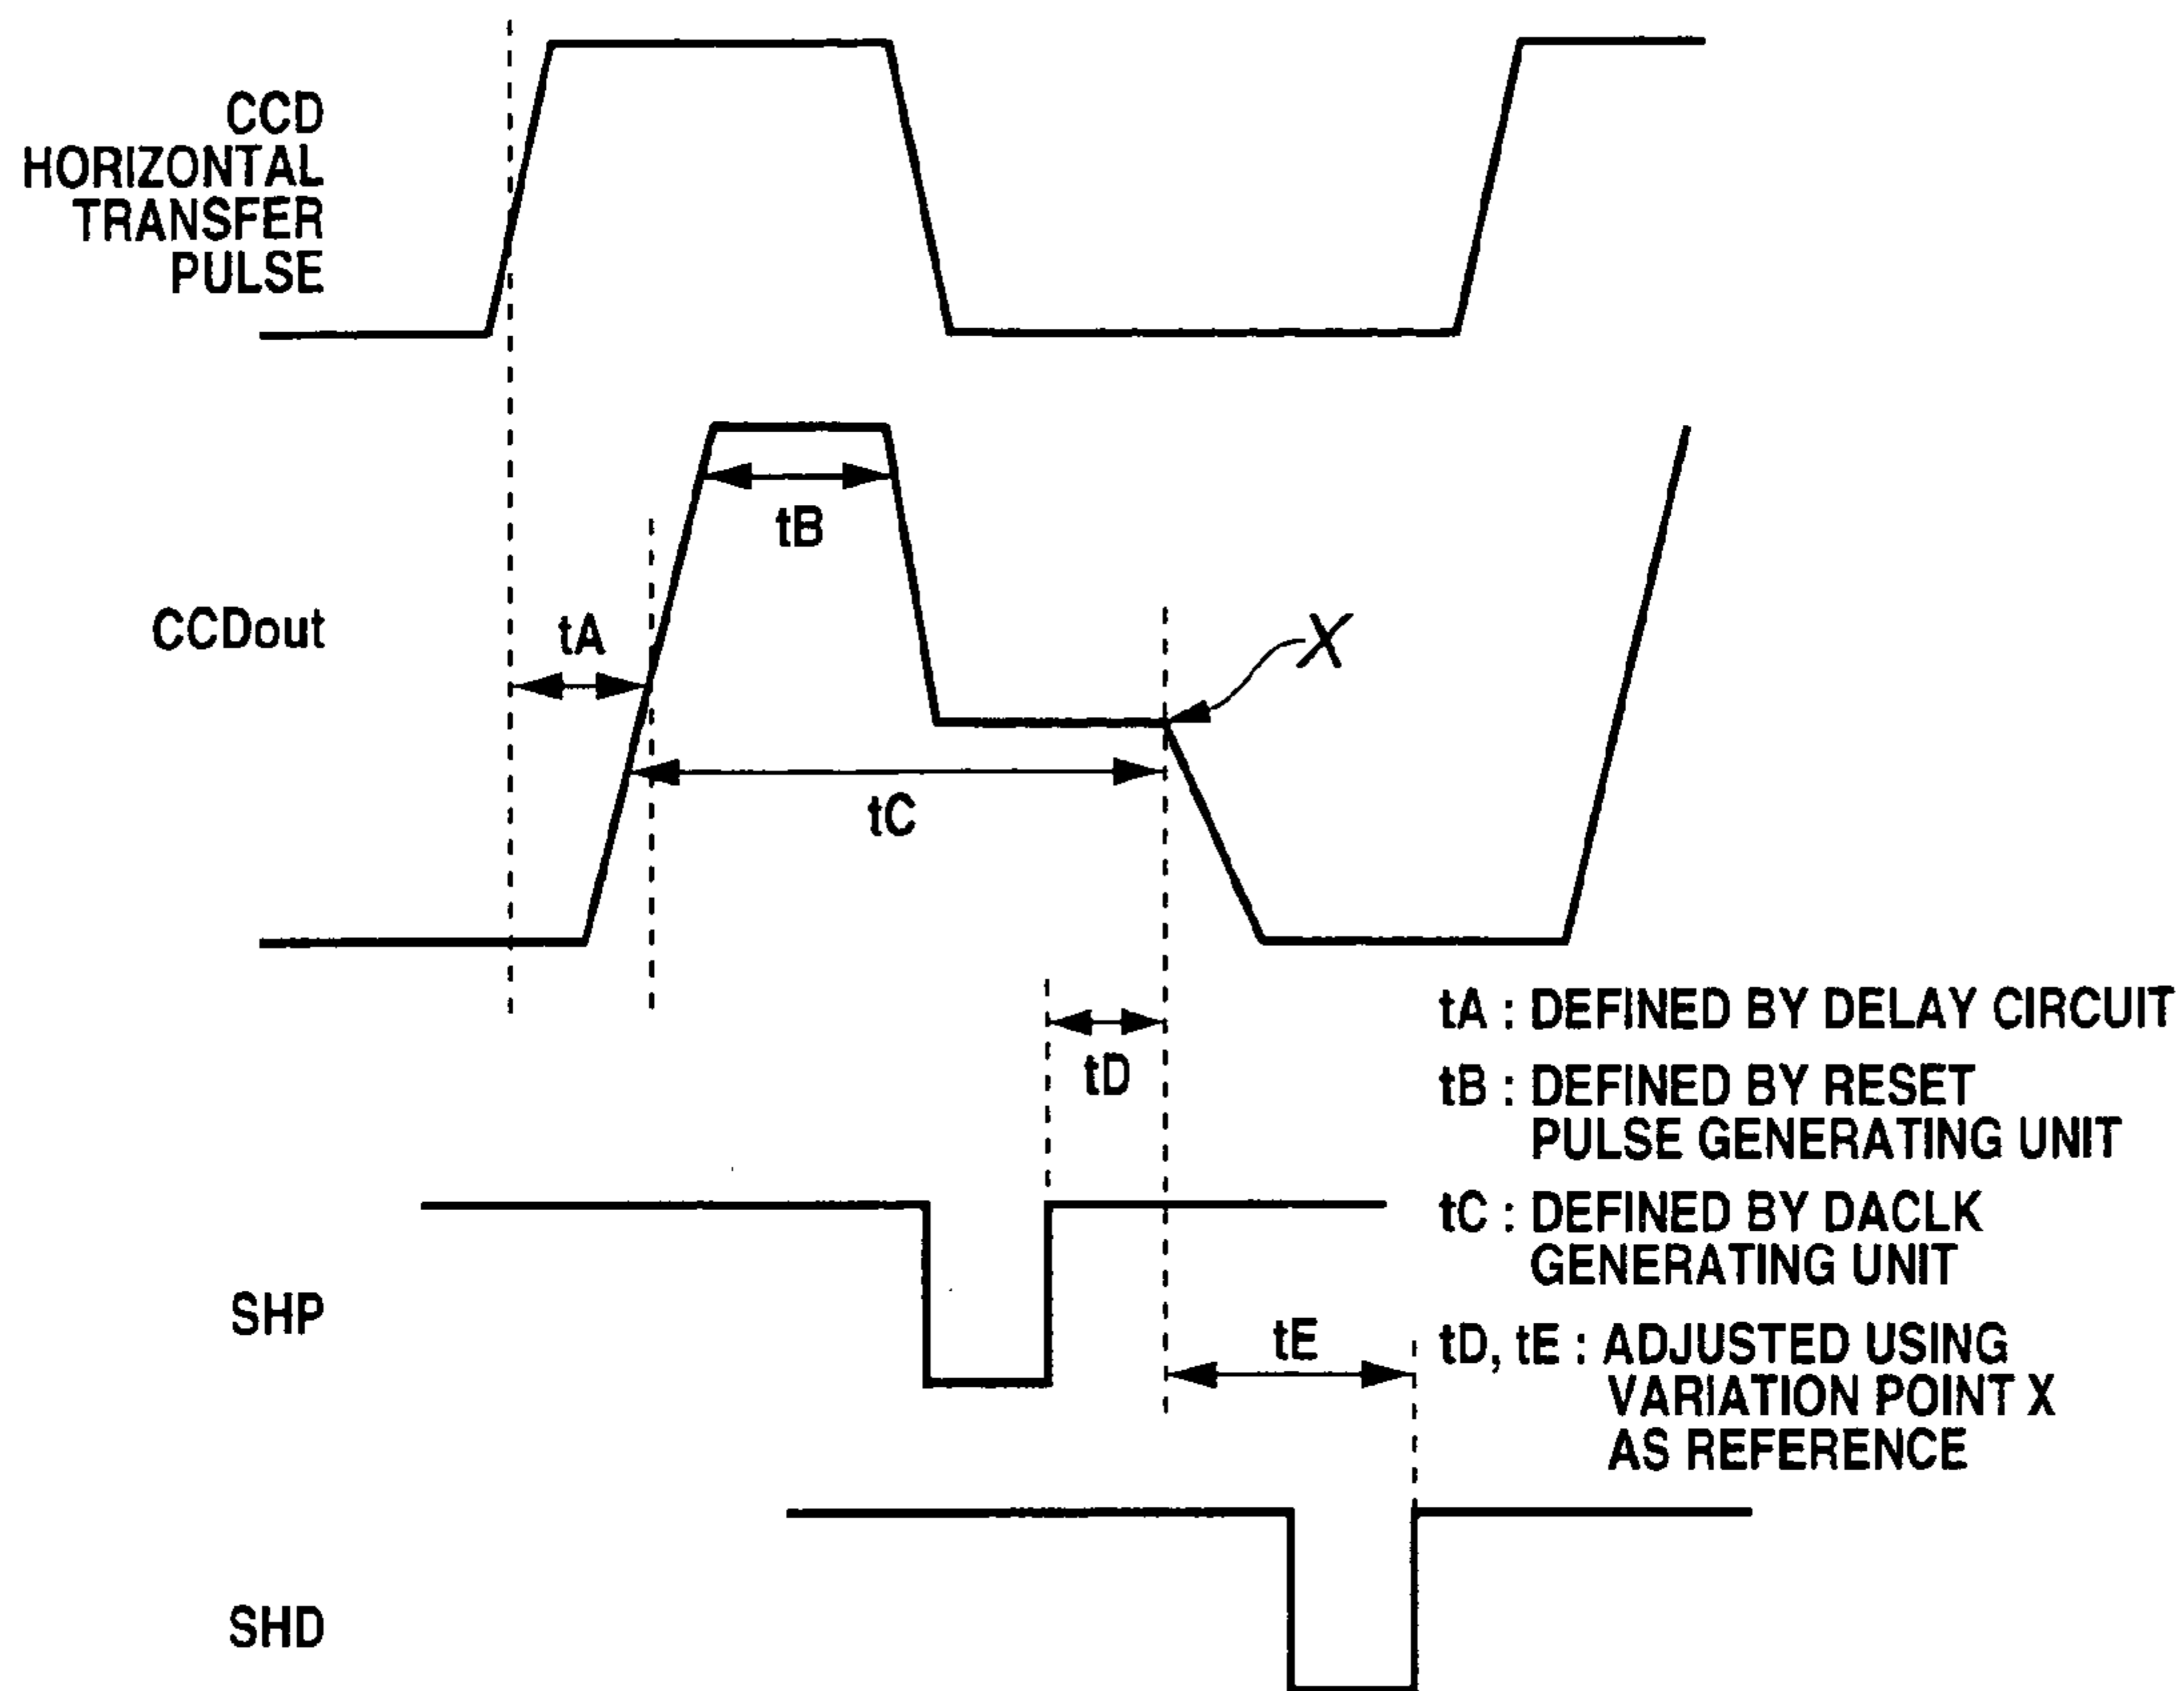 CCD
HORIZONTAL
TRANSFER
PULSE
tB
CCDout
tA
X
tC
tD
tA : DEFINED BY DELAY CIRCUIT
tB : DEFINED BY RESET
PULSE GENERATING UNIT
tC : DEFINED BY DACLK
GENERATING UNIT
SHP
tE
tD, tE : ADJUSTED USING
VARIATION POINT X
AS REFERENCE
SHD